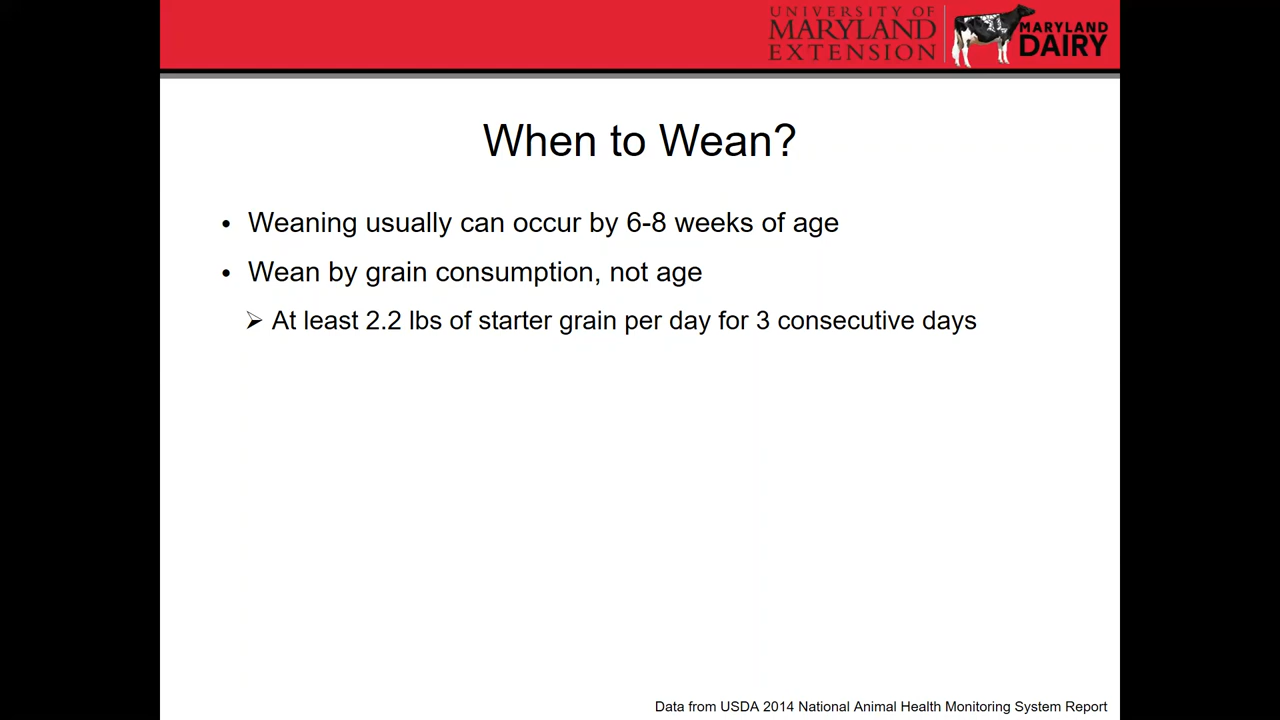 UNIVERSITY OF
MARYLAND
EXTENSION
MARYLAND
DAIRY
When to Wean?
• Weaning usually can occur by 6-8 weeks of age
• Wean by grain consumption, not age
➢ At least 2.2 lbs of starter grain per day for 3 consecutive days
Data from USDA 2014 National Animal Health Monitoring System Report